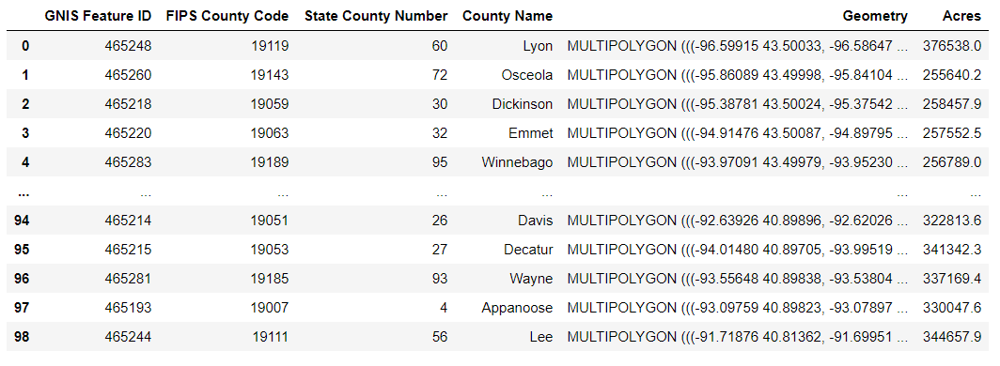 GNIS Feature ID FIPS County Code State County Number County Name Geometry Acres
0 465248 19119 60 Lyon MULTIPOLYGON (((-96.59915 43.50033, -96.58647 ... 376538.0
1 465260 19143 72 Osceola MULTIPOLYGON (((-95.86089 43.49998, -95.84104 ... 255640.2
2 465218 19059 30 Dickinson MULTIPOLYGON (((-95.38781 43.50024, -95.37542 ... 258457.9
3 465220 19063 32 Emmet MULTIPOLYGON (((-94.91476 43.50087, -94.89795 ... 257552.5
4 465283 19189 95 Winnebago MULTIPOLYGON (((-93.97091 43.49979, -93.95230 ... 256789.0
... ... ... ... ... ... ...
94 465214 19051 26 Davis MULTIPOLYGON (((-92.63926 40.89896, -92.62026 ... 322813.6
95 465215 19053 27 Decatur MULTIPOLYGON (((-94.01480 40.89705, -93.99519 ... 341342.3
96 465281 19185 93 Wayne MULTIPOLYGON (((-93.55648 40.89838, -93.53804 ... 337169.4
97 465193 19007 4 Appanoose MULTIPOLYGON (((-93.09759 40.89823, -93.07897 ... 330047.6
98 465244 19111 56 Lee MULTIPOLYGON (((-91.71876 40.81362, -91.69951 ... 344657.9